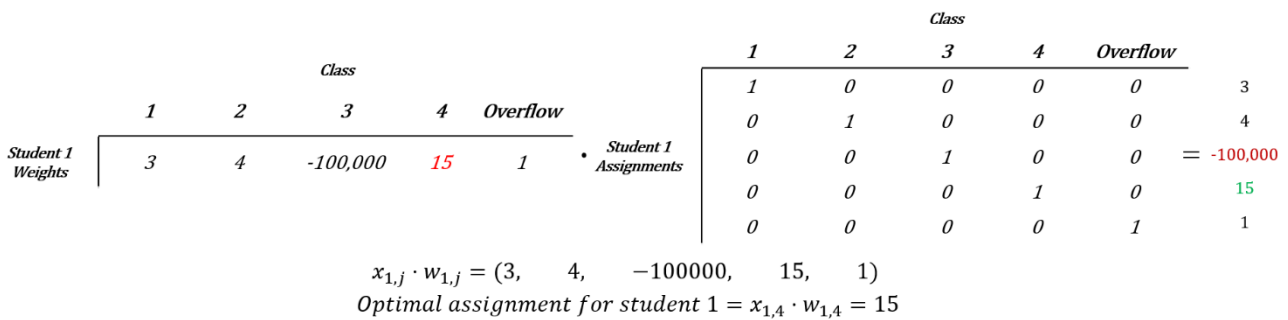 Class
1 2 3 4 Overflow
Student 1 Weights 3 4 -100,000 15 1
·
Class
1 2 3 4 Overflow
Student 1 Assignments
1 0 0 0 0
0 1 0 0 0
0 0 1 0 0
0 0 0 1 0
0 0 0 0 1
=
3
4
-100,000
15
1
x₁,ⱼ · w₁,ⱼ = (3, 4, −100000, 15, 1)
Optimal assignment for student 1 = x₁,₄ · w₁,₄ = 15